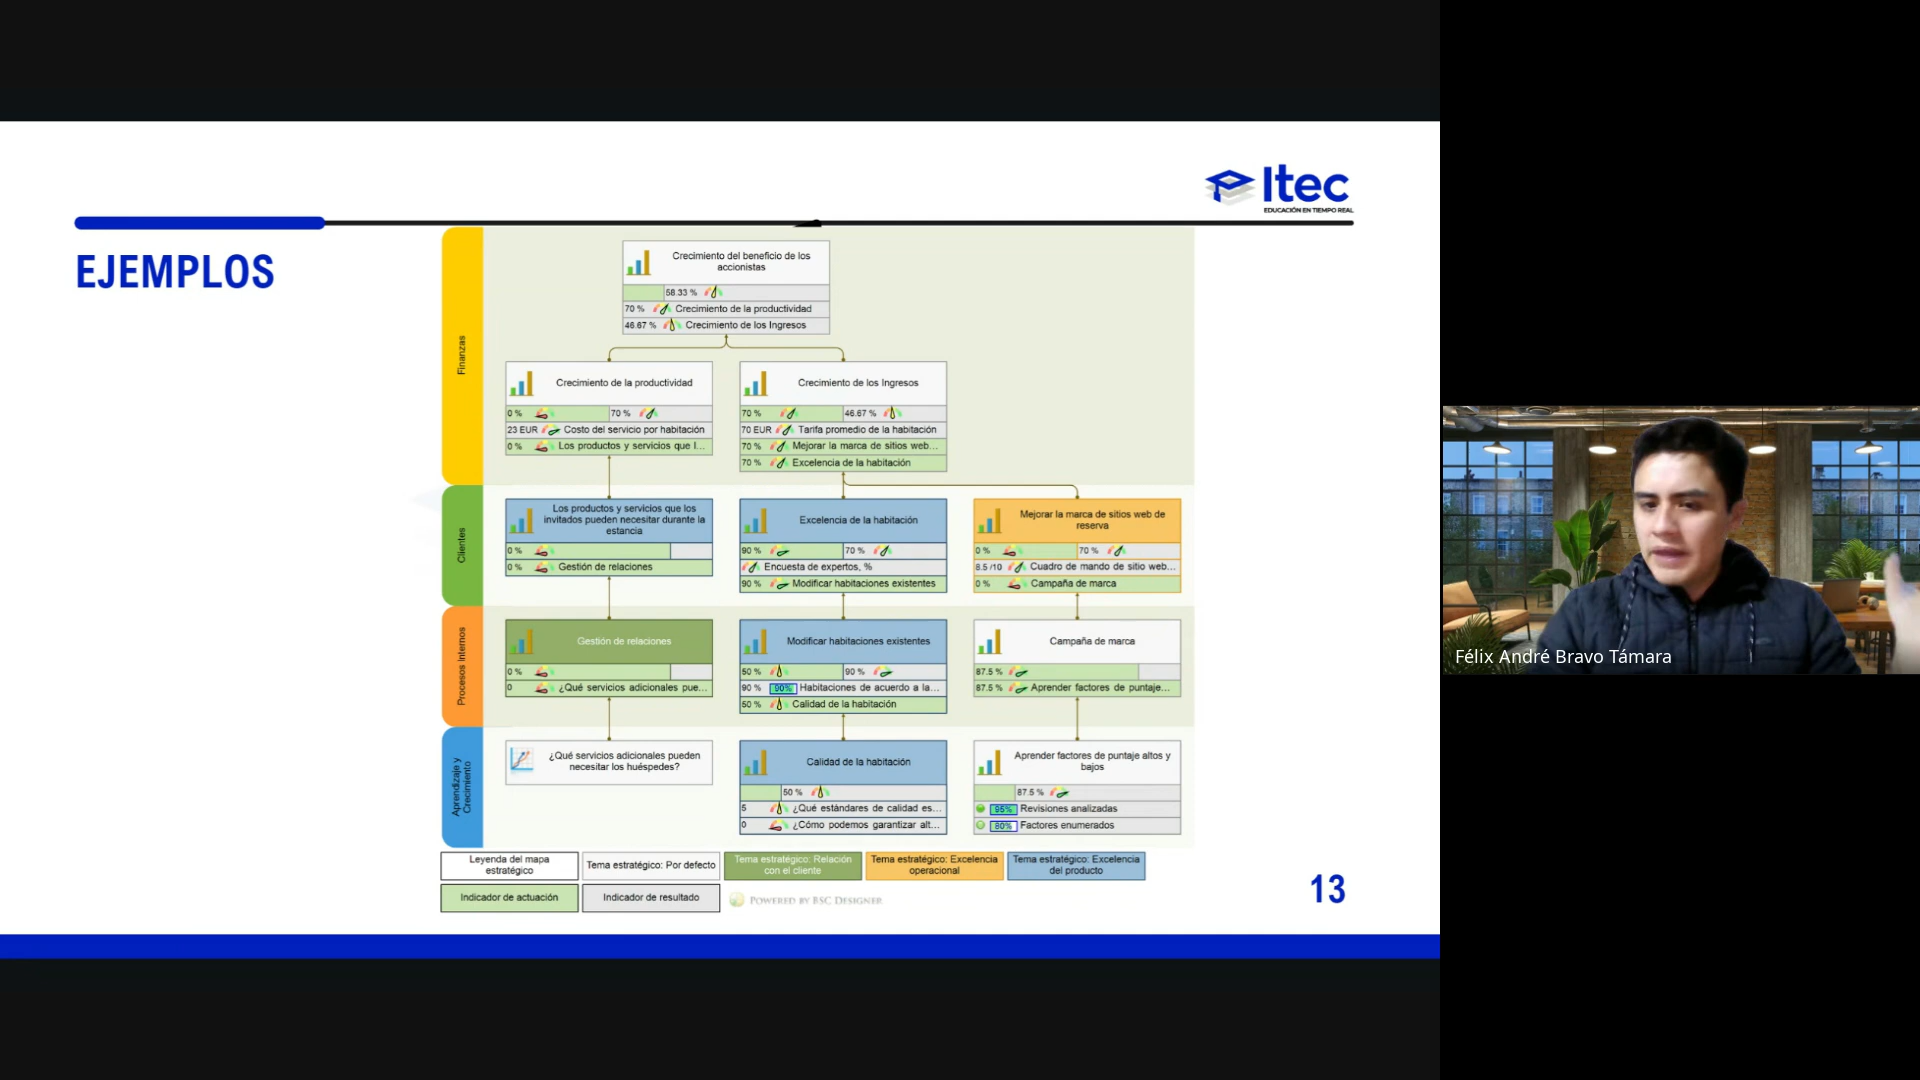 Itec
EDUCACIÓN EN TIEMPO REAL
EJEMPLOS
Finanzas
Crecimiento del beneficio de los
accionistas
58.33 %
70 % Crecimiento de la productividad
46.67 % Crecimiento de los Ingresos
Crecimiento de la productividad
0 % 70 %
23 EUR Costo del servicio por habitación
0 % Los productos y servicios que l...
Crecimiento de los Ingresos
70 % 46.67 %
70 EUR Tarifa promedio de la habitación
70 % Mejorar la marca de sitios web...
70 % Excelencia de la habitación
Clientes
Los productos y servicios que los
invitados pueden necesitar durante la
estancia
0 %
0 % Gestión de relaciones
Excelencia de la habitación
90 % 70 %
Encuesta de expertos, %
90 % Modificar habitaciones existentes
Mejorar la marca de sitios web de
reserva
0 % 70 %
8.5 /10 Cuadro de mando de sitio web...
0 % Campaña de marca
Procesos Internos
Gestión de relaciones
0 %
0 ¿Qué servicios adicionales pue...
Modificar habitaciones existentes
50 % 90 %
90 % 90% Habitaciones de acuerdo a la...
50 % Calidad de la habitación
Campaña de marca
87.5 %
87.5 % Aprender factores de puntaje...
Aprendizaje y
Crecimiento
¿Qué servicios adicionales pueden
necesitar los huéspedes?
Calidad de la habitación
50 %
5 ¿Qué estándares de calidad es...
0 ¿Cómo podemos garantizar alt...
Aprender factores de puntaje altos y
bajos
87.5 %
95% Revisiones analizadas
80% Factores enumerados
Leyenda del mapa
estratégico
Tema estratégico: Por defecto
Tema estratégico: Relación
con el cliente
Tema estratégico: Excelencia
operacional
Tema estratégico: Excelencia
del producto
Indicador de actuación
Indicador de resultado
POWERED BY BSC DESIGNER
13
Félix André Bravo Támara